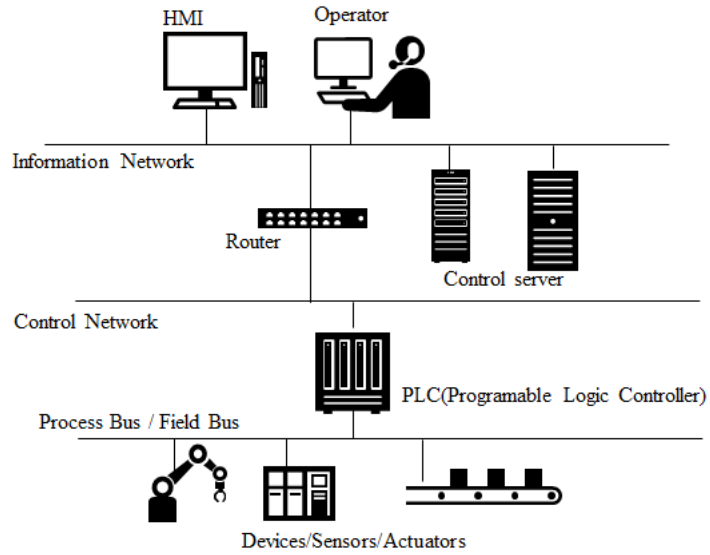 HMI
Operator
Information Network
Router
Control server
Control Network
PLC(Programable Logic Controller)
Process Bus / Field Bus
Devices/Sensors/Actuators